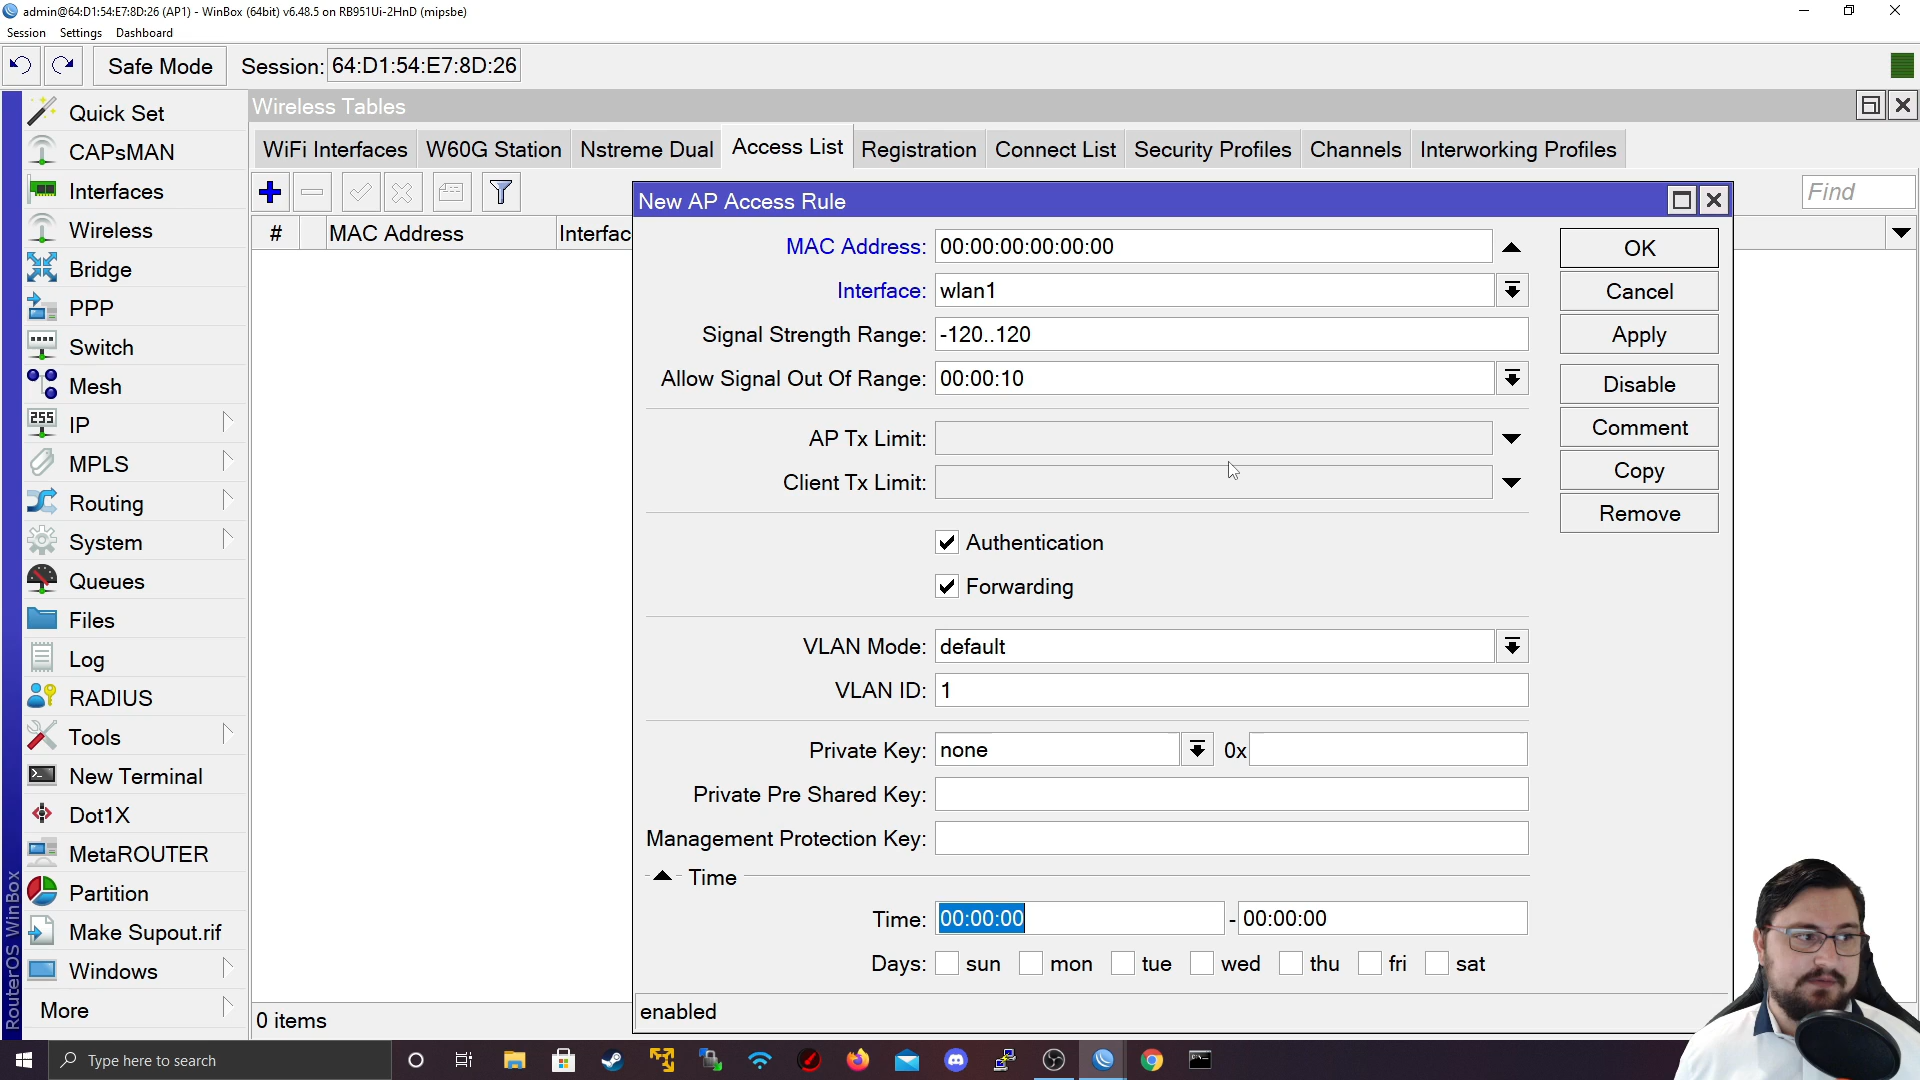 admin@64:D1:54:E7:8D:26 (AP1) - WinBox (64bit) v6.48.5 on RB951Ui-2HnD (mipsbe)
Session Settings Dashboard
Safe Mode Session: 64:D1:54:E7:8D:26
Quick Set
CAPsMAN
Interfaces
Wireless
Bridge
PPP
Switch
Mesh
255 IP
MPLS
Routing
System
Queues
Files
Log
RADIUS
Tools
New Terminal
Dot1X
MetaROUTER
Partition
Make Supout.rif
Windows
More
RouterOS WinBox
Wireless Tables
WiFi Interfaces W60G Station Nstreme Dual Access List Registration Connect List Security Profiles Channels Interworking Profiles
Find
# MAC Address Interfac
0 items
New AP Access Rule
MAC Address: 00:00:00:00:00:00
Interface: wlan1
Signal Strength Range: -120..120
Allow Signal Out Of Range: 00:00:10
AP Tx Limit:
Client Tx Limit:
Authentication
Forwarding
VLAN Mode: default
VLAN ID: 1
Private Key: none 0x
Private Pre Shared Key:
Management Protection Key:
Time
Time: 00:00:00 - 00:00:00
Days: sun mon tue wed thu fri sat
enabled
OK
Cancel
Apply
Disable
Comment
Copy
Remove
Type here to search